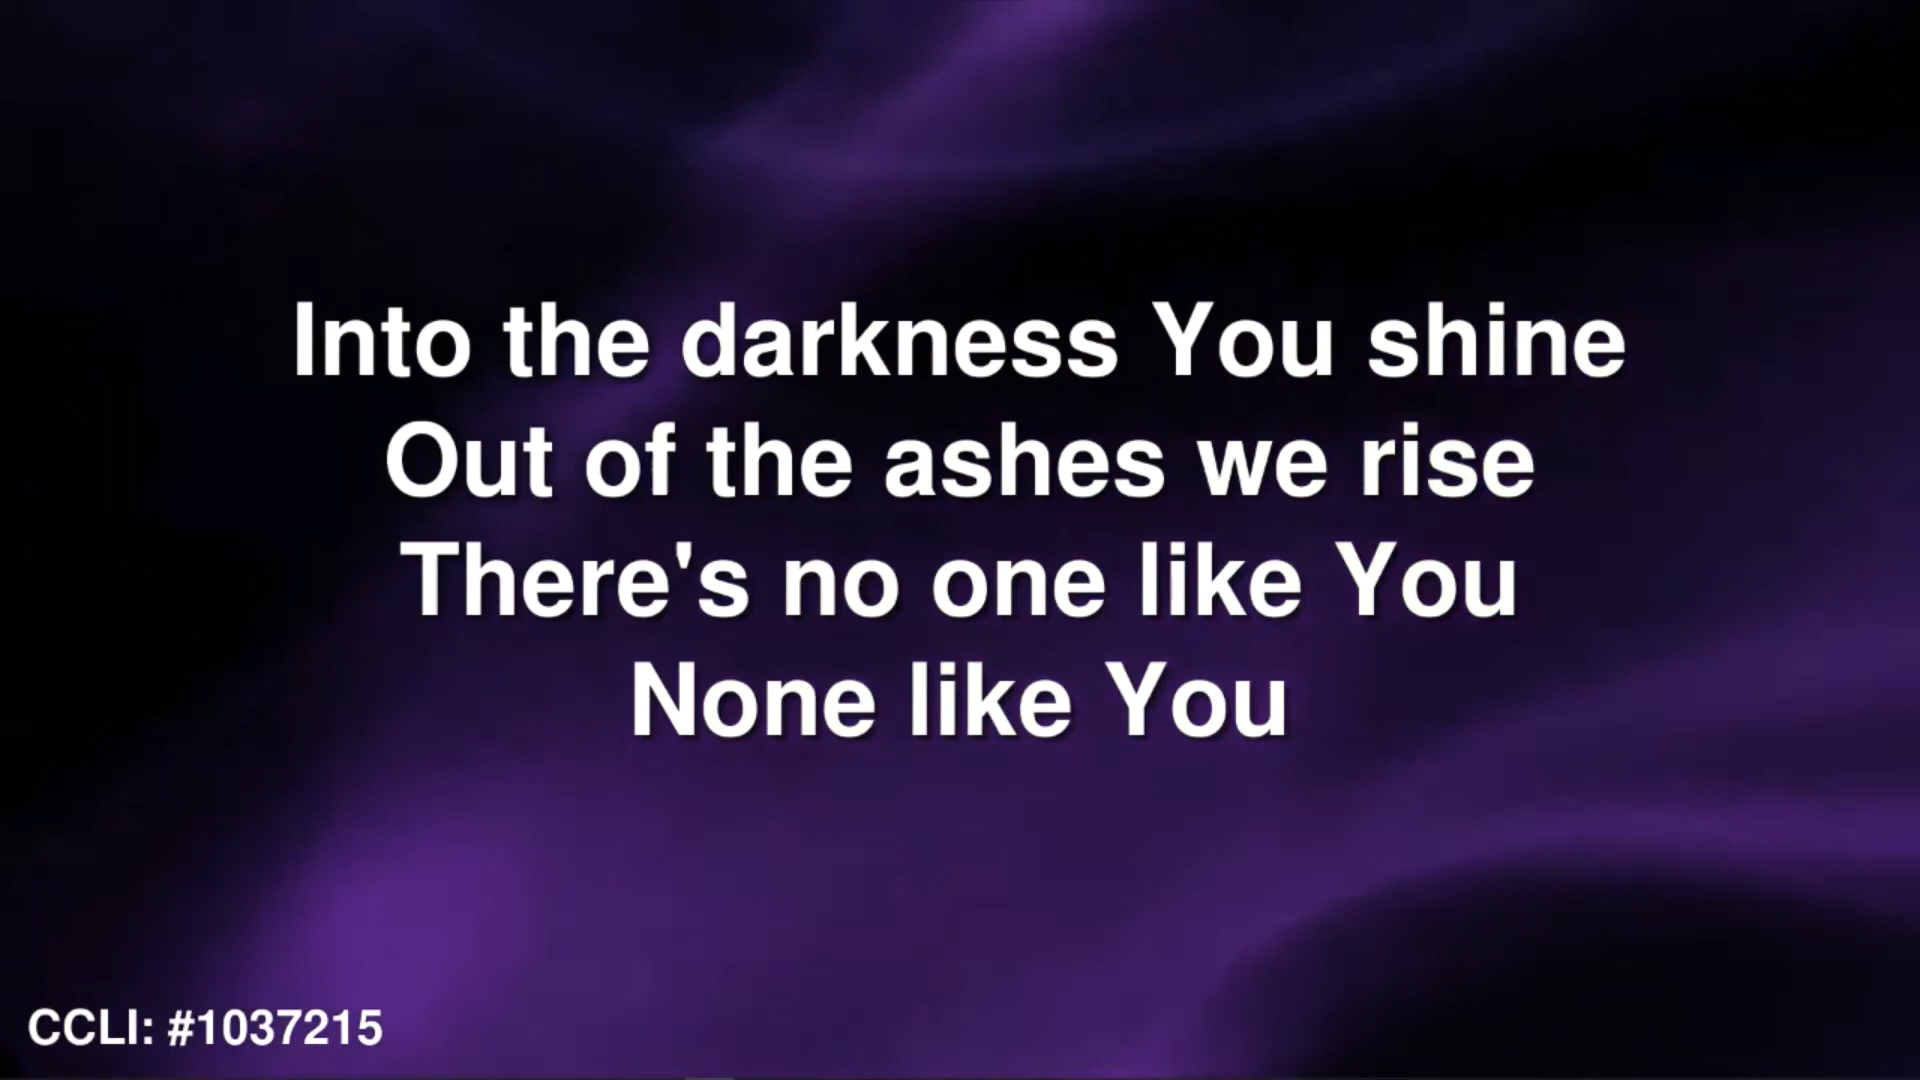 Into the darkness You shine
Out of the ashes we rise
There's no one like You
None like You
CCLI: #1037215